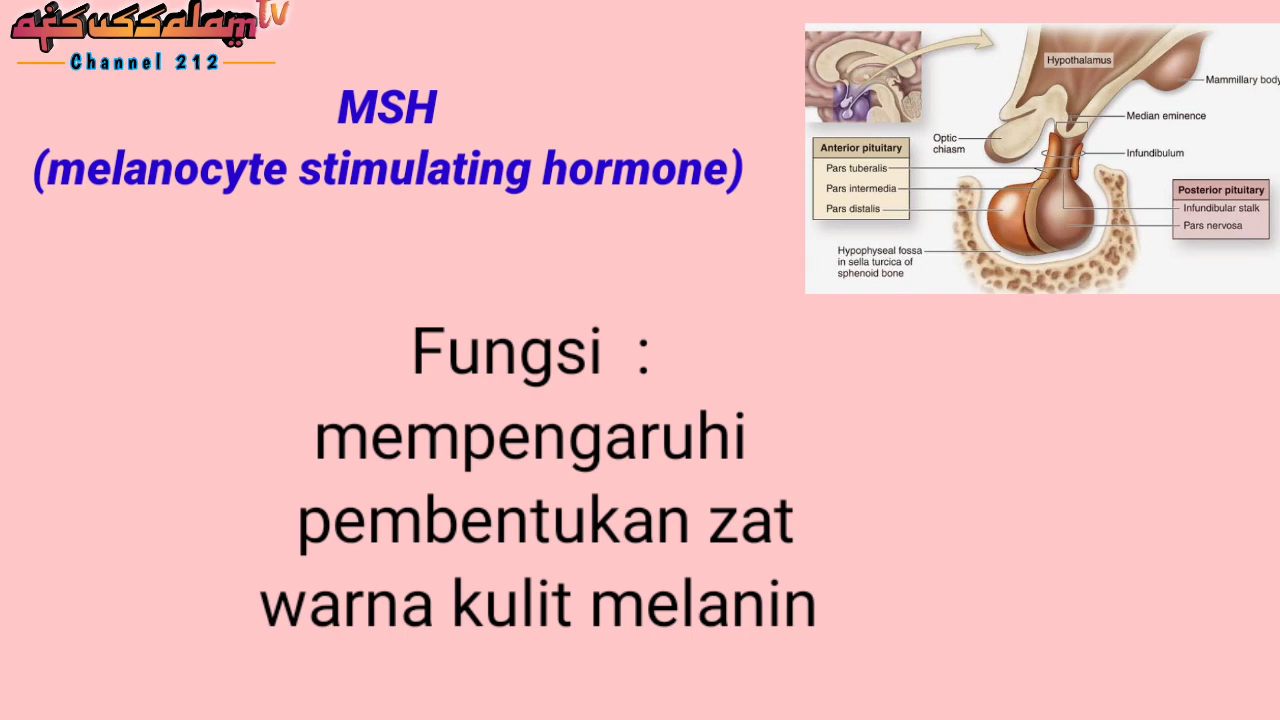 afsussalam TV
Channel 212
MSH
(melanocyte stimulating hormone)
Hypothalamus
Mammillary body
Median eminence
Optic
chiasm
Infundibulum
Anterior pituitary
Pars tuberalis
Pars intermedia
Pars distalis
Posterior pituitary
Infundibular stalk
Pars nervosa
Hypophyseal fossa
in sella turcica of
sphenoid bone
Fungsi :
mempengaruhi
pembentukan zat
warna kulit melanin